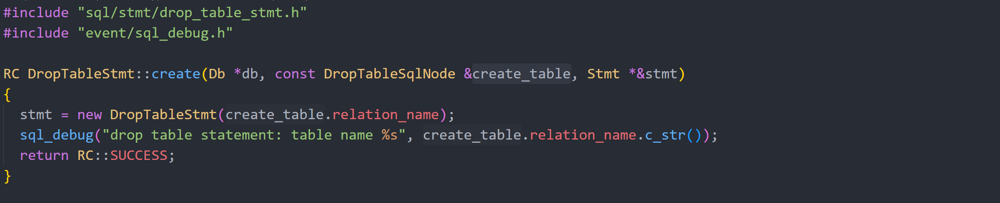 #include "sql/stmt/drop_table_stmt.h"
#include "event/sql_debug.h"

RC DropTableStmt::create(Db *db, const DropTableSqlNode &create_table, Stmt *&stmt)
{
  stmt = new DropTableStmt(create_table.relation_name);
  sql_debug("drop table statement: table name %s", create_table.relation_name.c_str());
  return RC::SUCCESS;
}